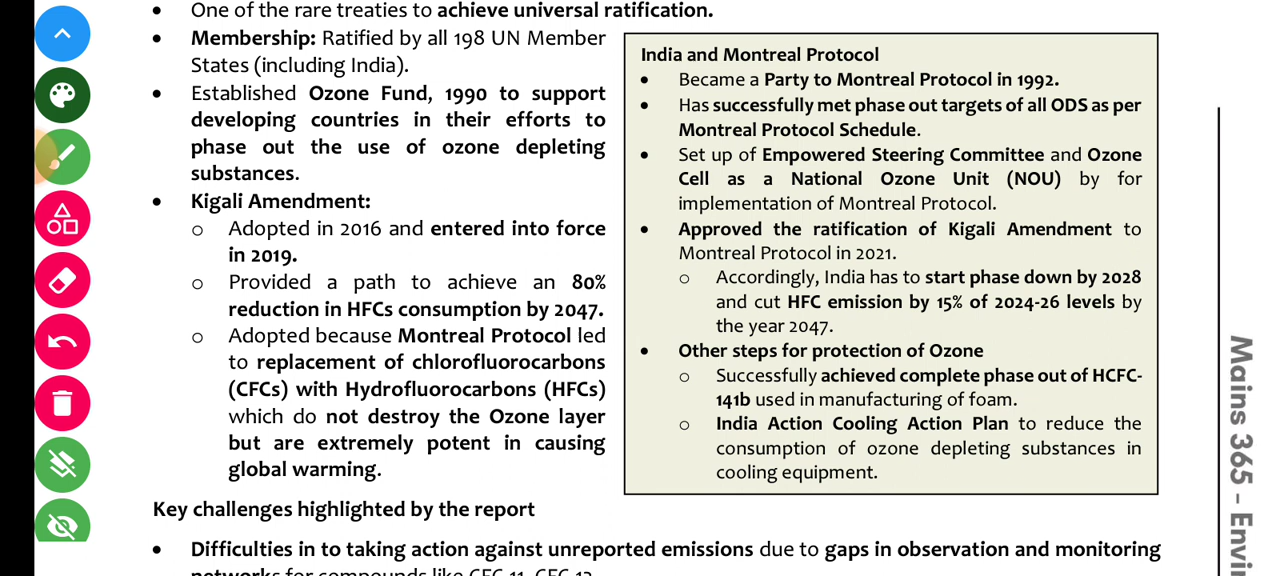 • One of the rare treaties to achieve universal ratification.
• Membership: Ratified by all 198 UN Member
States (including India).
• Established Ozone Fund, 1990 to support
developing countries in their efforts to
phase out the use of ozone depleting
substances.
• Kigali Amendment:
o Adopted in 2016 and entered into force
in 2019.
o Provided a path to achieve an 80%
reduction in HFCs consumption by 2047.
o Adopted because Montreal Protocol led
to replacement of chlorofluorocarbons
(CFCs) with Hydrofluorocarbons (HFCs)
which do not destroy the Ozone layer
but are extremely potent in causing
global warming.
India and Montreal Protocol
• Became a Party to Montreal Protocol in 1992.
• Has successfully met phase out targets of all ODS as per
Montreal Protocol Schedule.
• Set up of Empowered Steering Committee and Ozone
Cell as a National Ozone Unit (NOU) by for
implementation of Montreal Protocol.
• Approved the ratification of Kigali Amendment to
Montreal Protocol in 2021.
o Accordingly, India has to start phase down by 2028
and cut HFC emission by 15% of 2024-26 levels by
the year 2047.
• Other steps for protection of Ozone
o Successfully achieved complete phase out of HCFC-
141b used in manufacturing of foam.
o India Action Cooling Action Plan to reduce the
consumption of ozone depleting substances in
cooling equipment.
Key challenges highlighted by the report
• Difficulties in to taking action against unreported emissions due to gaps in observation and monitoring
networks for compounds like CFC-11, CFC-13
Mains 365 - Envi